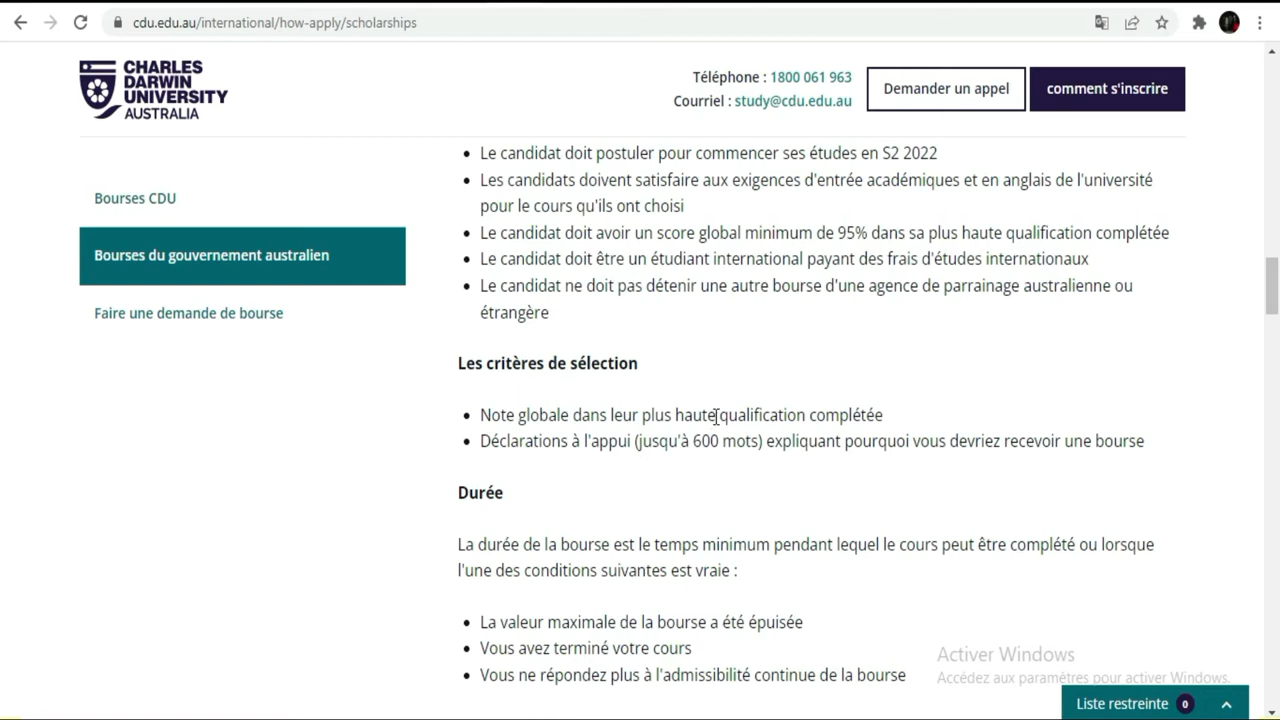 cdu.edu.au/international/how-apply/scholarships
CHARLES
DARWIN
UNIVERSITY
AUSTRALIA
Téléphone : 1800 061 963
Courriel : study@cdu.edu.au
Demander un appel
comment s'inscrire
Bourses CDU
Bourses du gouvernement australien
Faire une demande de bourse
Le candidat doit postuler pour commencer ses études en S2 2022
Les candidats doivent satisfaire aux exigences d'entrée académiques et en anglais de l'université
pour le cours qu'ils ont choisi
Le candidat doit avoir un score global minimum de 95% dans sa plus haute qualification complétée
Le candidat doit être un étudiant international payant des frais d'études internationaux
Le candidat ne doit pas détenir une autre bourse d'une agence de parrainage australienne ou
étrangère
Les critères de sélection
Note globale dans leur plus haute qualification complétée
Déclarations à l'appui (jusqu'à 600 mots) expliquant pourquoi vous devriez recevoir une bourse
Durée
La durée de la bourse est le temps minimum pendant lequel le cours peut être complété ou lorsque
l'une des conditions suivantes est vraie :
La valeur maximale de la bourse a été épuisée
Vous avez terminé votre cours
Vous ne répondez plus à l'admissibilité continue de la bourse
Activer Windows
Accédez aux paramètres pour activer Windows.
Liste restreinte 0